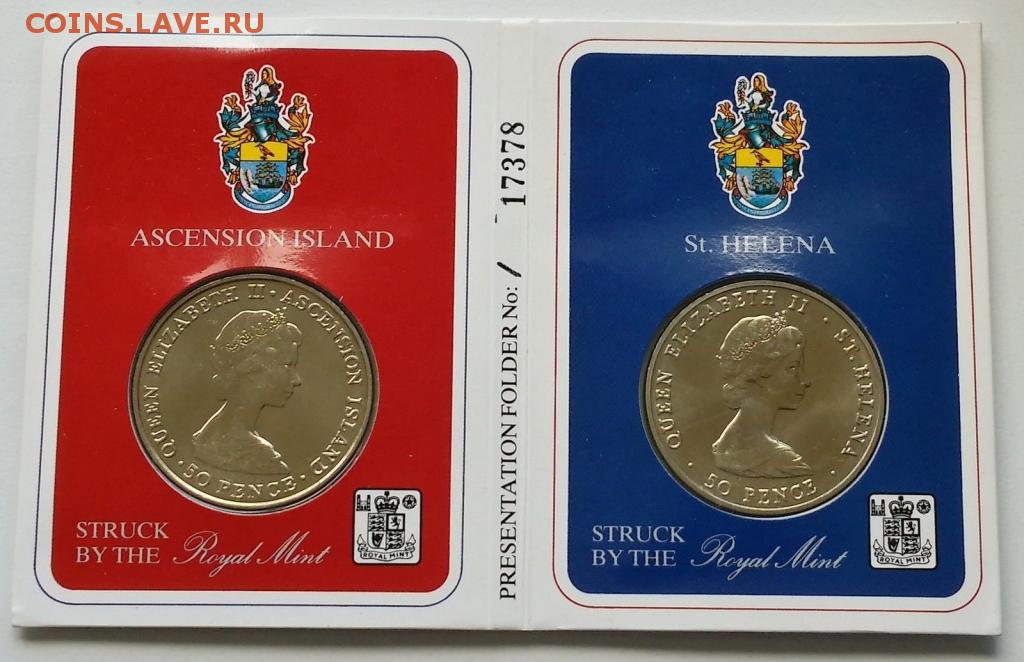 COINS.LAVE.RU
ASCENSION ISLAND
QUEEN ELIZABETH II · ASCENSION ISLAND
· 50 PENCE ·
STRUCK
BY THE Royal Mint
ROYAL MINT
PRESENTATION FOLDER No: / 17378
St. HELENA
QUEEN ELIZABETH II · ST. HELENA
· 50 PENCE ·
STRUCK
BY THE Royal Mint
ROYAL MINT